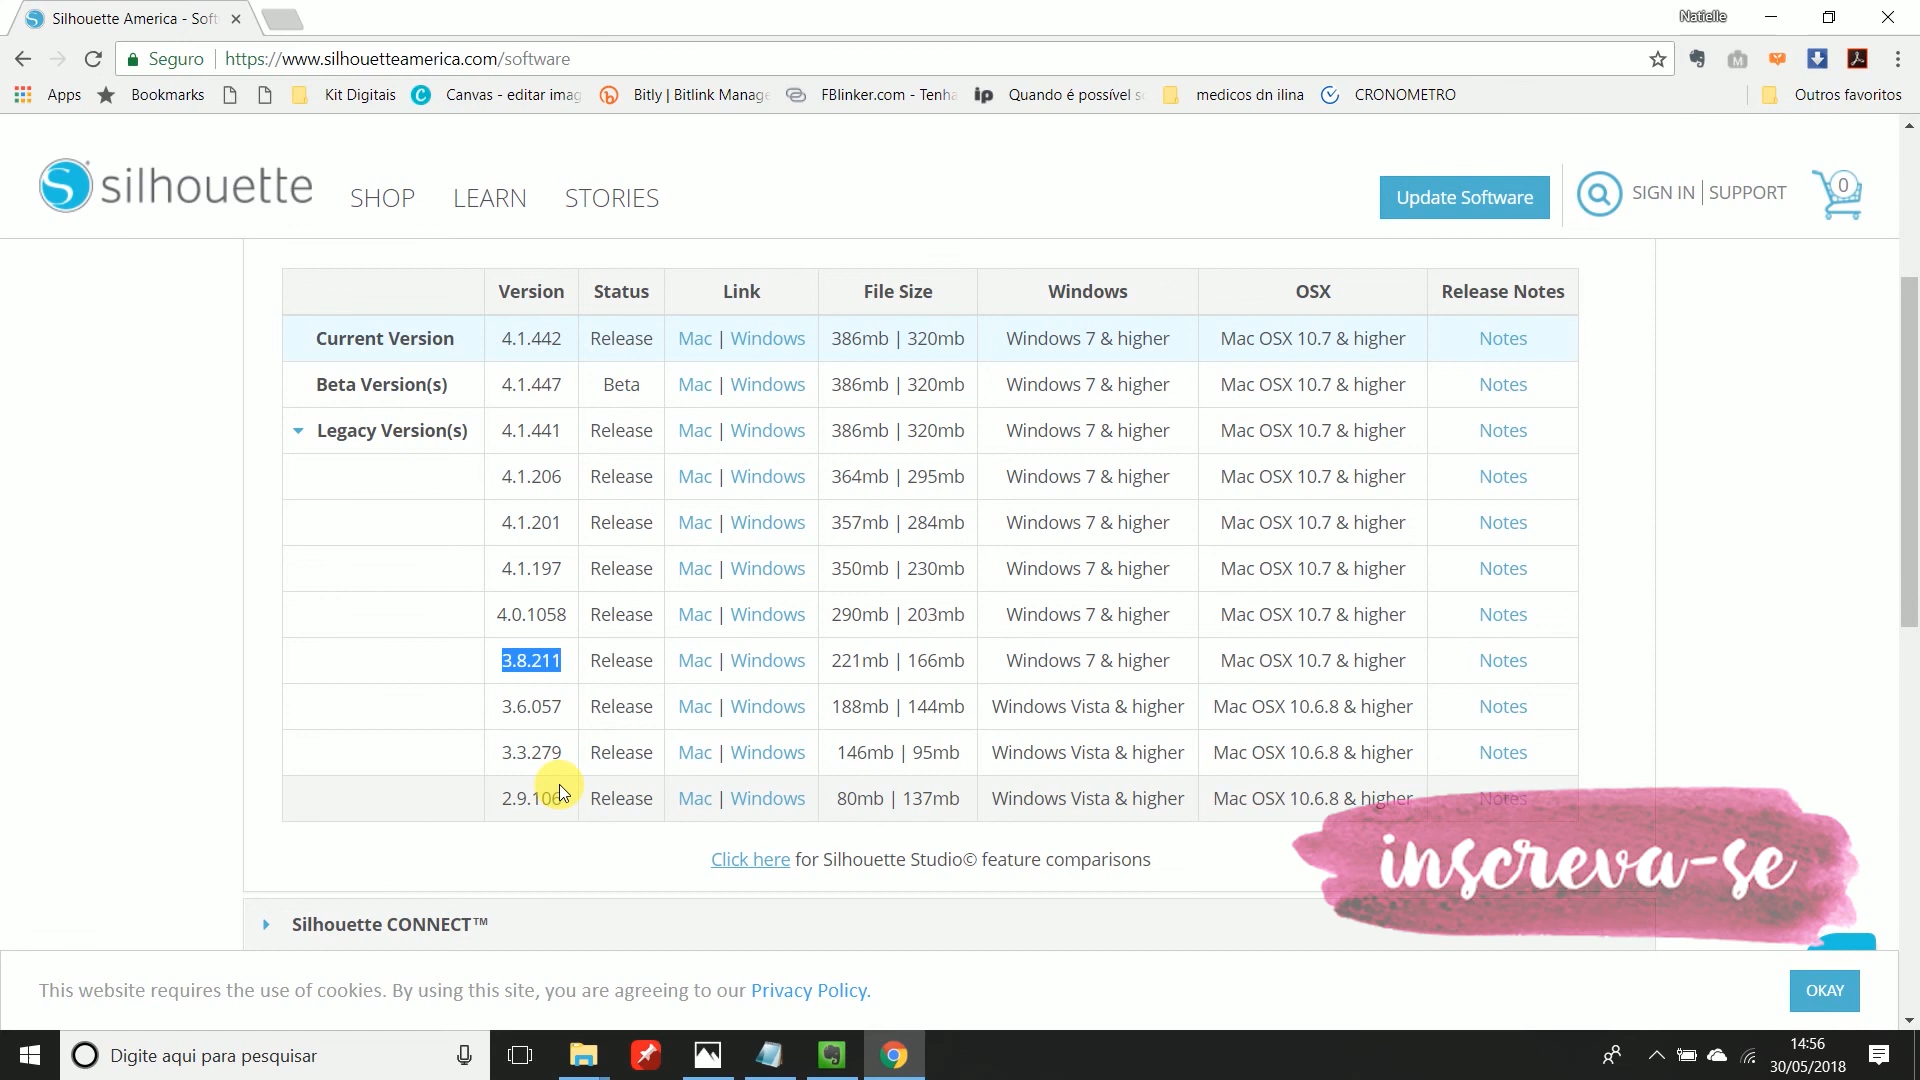 Silhouette America - Soft
Natielle
Seguro https://www.silhouetteamerica.com/software
Apps Bookmarks Kit Digitais Canvas - editar imag Bitly | Bitlink Manage FBlinker.com - Tenha Quando é possível s medicos dn ilina CRONOMETRO Outros favoritos
silhouette SHOP LEARN STORIES Update Software SIGN IN | SUPPORT 0
Version Status Link File Size Windows OSX Release Notes
Current Version 4.1.442 Release Mac | Windows 386mb | 320mb Windows 7 & higher Mac OSX 10.7 & higher Notes
Beta Version(s) 4.1.447 Beta Mac | Windows 386mb | 320mb Windows 7 & higher Mac OSX 10.7 & higher Notes
Legacy Version(s) 4.1.441 Release Mac | Windows 386mb | 320mb Windows 7 & higher Mac OSX 10.7 & higher Notes
4.1.206 Release Mac | Windows 364mb | 295mb Windows 7 & higher Mac OSX 10.7 & higher Notes
4.1.201 Release Mac | Windows 357mb | 284mb Windows 7 & higher Mac OSX 10.7 & higher Notes
4.1.197 Release Mac | Windows 350mb | 230mb Windows 7 & higher Mac OSX 10.7 & higher Notes
4.0.1058 Release Mac | Windows 290mb | 203mb Windows 7 & higher Mac OSX 10.7 & higher Notes
3.8.211 Release Mac | Windows 221mb | 166mb Windows 7 & higher Mac OSX 10.7 & higher Notes
3.6.057 Release Mac | Windows 188mb | 144mb Windows Vista & higher Mac OSX 10.6.8 & higher Notes
3.3.279 Release Mac | Windows 146mb | 95mb Windows Vista & higher Mac OSX 10.6.8 & higher Notes
2.9.106 Release Mac | Windows 80mb | 137mb Windows Vista & higher Mac OSX 10.6.8 & higher Notes
Click here for Silhouette Studio© feature comparisons
inscreva-se
Silhouette CONNECT™
This website requires the use of cookies. By using this site, you are agreeing to our Privacy Policy. OKAY
Digite aqui para pesquisar
14:56
30/05/2018